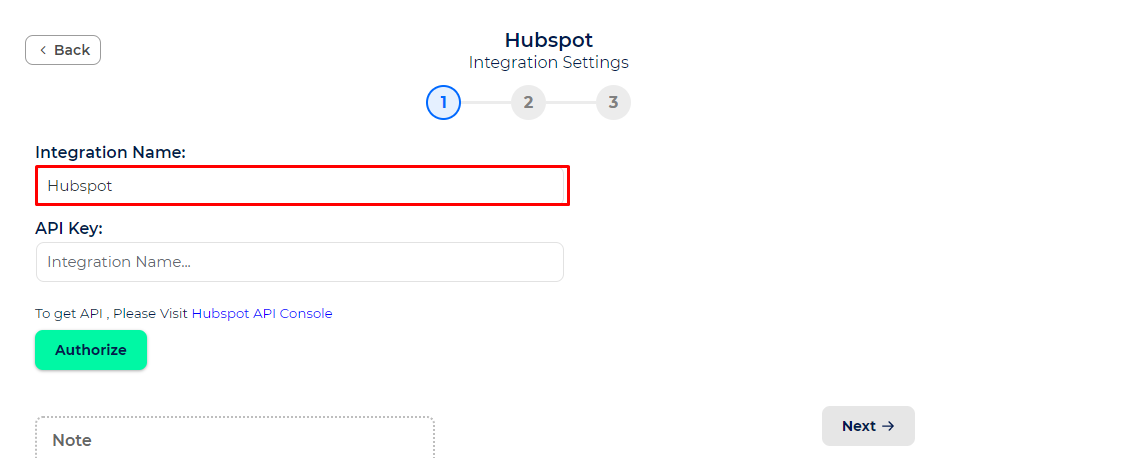 Back
Hubspot
Integration Settings
1 2 3
Integration Name:
Hubspot
API Key:
Integration Name...
To get API , Please Visit Hubspot API Console
Authorize
Next →
Note